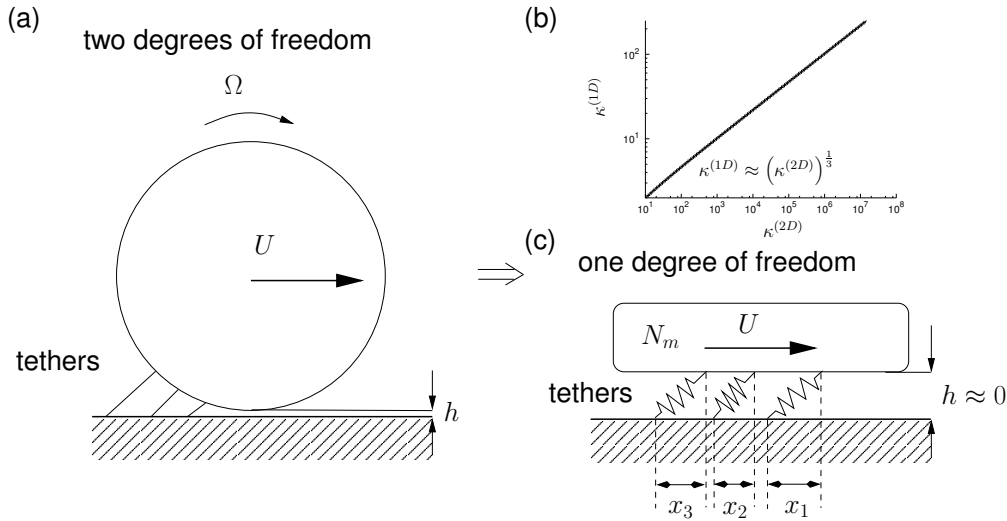 (a)
two degrees of freedom
Ω
U
tethers
h
(b)
κ^(1D)
10^2
10^1
κ^(1D) ≈ (κ^(2D))^(1/3)
10^1 10^2 10^3 10^4 10^5 10^6 10^7 10^8
κ^(2D)
(c)
one degree of freedom
N_m U
tethers
h ≈ 0
x_3 x_2 x_1